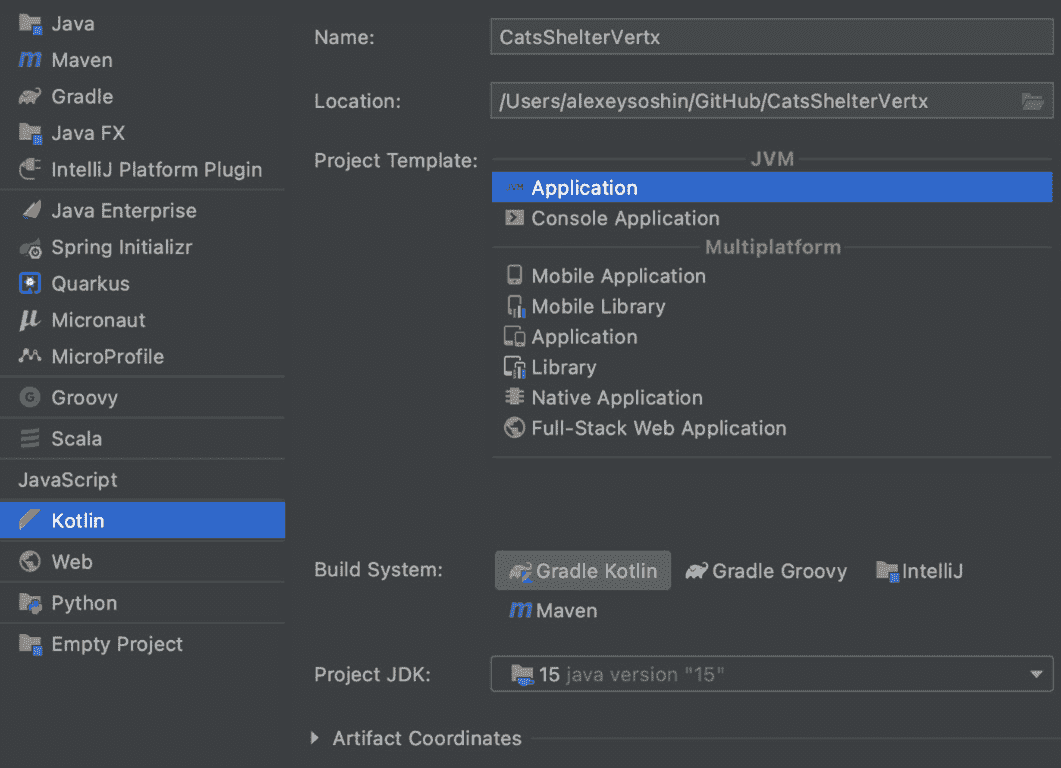 Java
Maven
Gradle
Java FX
IntelliJ Platform Plugin
Java Enterprise
Spring Initializr
Quarkus
Micronaut
MicroProfile
Groovy
Scala
JavaScript
Kotlin
Web
Python
Empty Project
Name: CatsShelterVertx
Location: /Users/alexeysoshin/GitHub/CatsShelterVertx
Project Template:
JVM
Application
Console Application
Multiplatform
Mobile Application
Mobile Library
Application
Library
Native Application
Full-Stack Web Application
Build System: Gradle Kotlin Gradle Groovy IntelliJ
Maven
Project JDK: 15 java version "15"
Artifact Coordinates